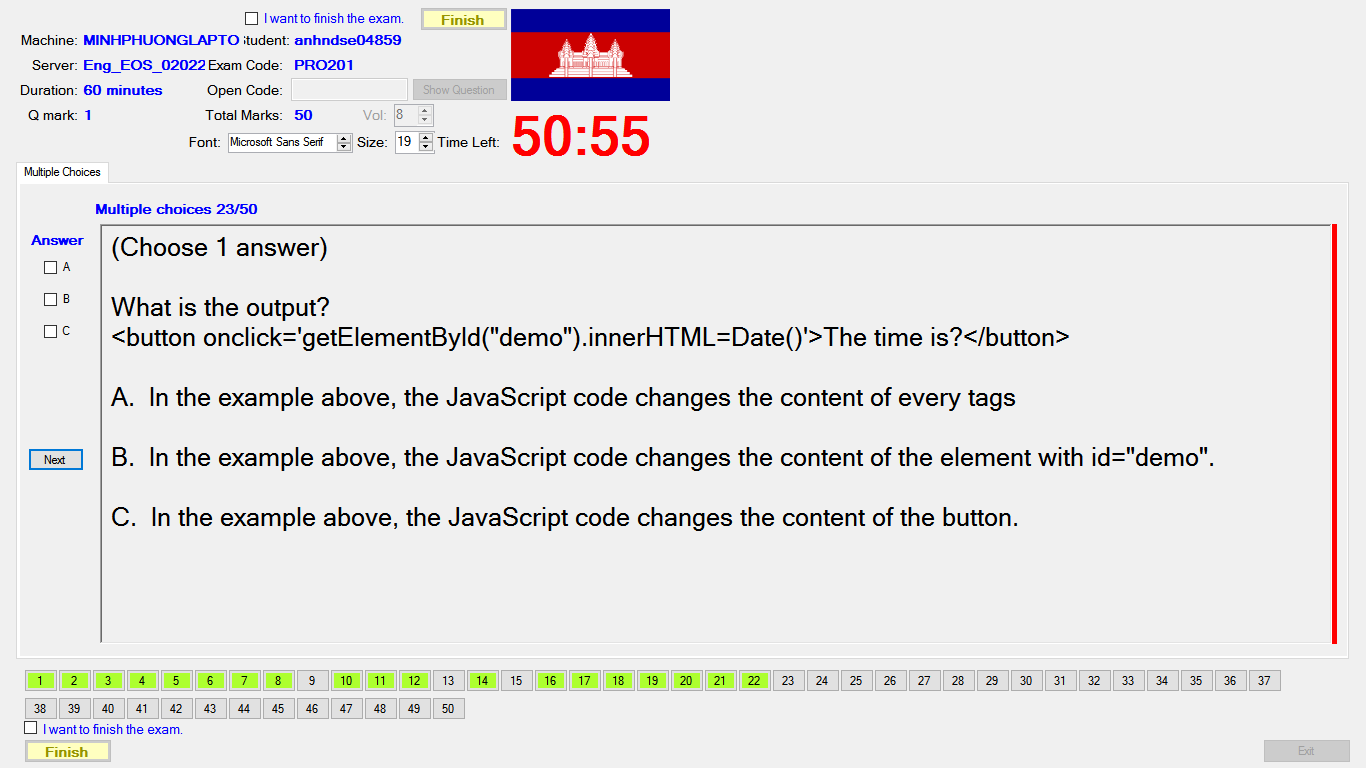 I want to finish the exam.
Finish
Machine: MINHPHUONGLAPTO Student: anhndse04859
Server: Eng_EOS_02022 Exam Code: PRO201
Duration: 60 minutes Open Code: Show Question
Q mark: 1 Total Marks: 50 Vol: 8
Font: Microsoft Sans Serif Size: 19 Time Left: 50:55
Multiple Choices
Multiple choices 23/50
Answer
A
B
C
Next
(Choose 1 answer)
What is the output?
<button onclick='getElementById("demo").innerHTML=Date()'>The time is?</button>
A. In the example above, the JavaScript code changes the content of every tags
B. In the example above, the JavaScript code changes the content of the element with id="demo".
C. In the example above, the JavaScript code changes the content of the button.
1 2 3 4 5 6 7 8 9 10 11 12 13 14 15 16 17 18 19 20 21 22 23 24 25 26 27 28 29 30 31 32 33 34 35 36 37
38 39 40 41 42 43 44 45 46 47 48 49 50
I want to finish the exam.
Finish
Exit